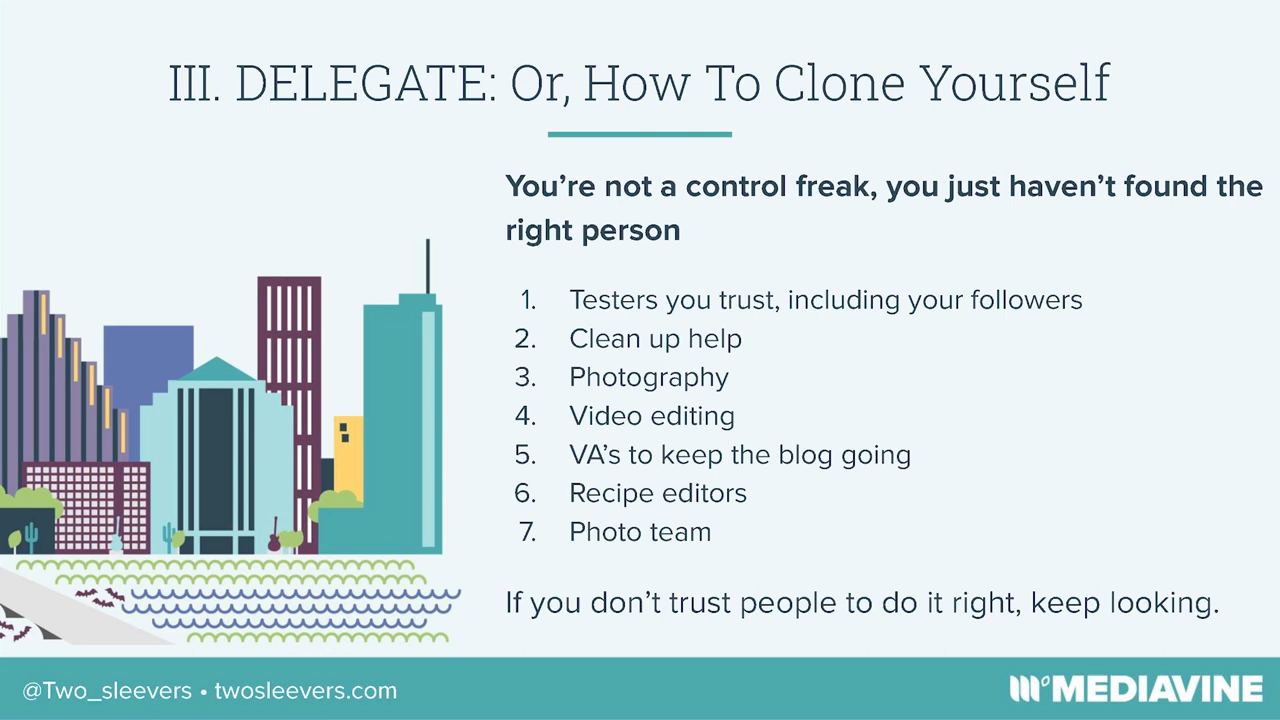 III. DELEGATE: Or, How To Clone Yourself
You’re not a control freak, you just haven’t found the
right person
1. Testers you trust, including your followers
2. Clean up help
3. Photography
4. Video editing
5. VA’s to keep the blog going
6. Recipe editors
7. Photo team
If you don’t trust people to do it right, keep looking.
@Two_sleevers • twosleevers.com
MEDIAVINE